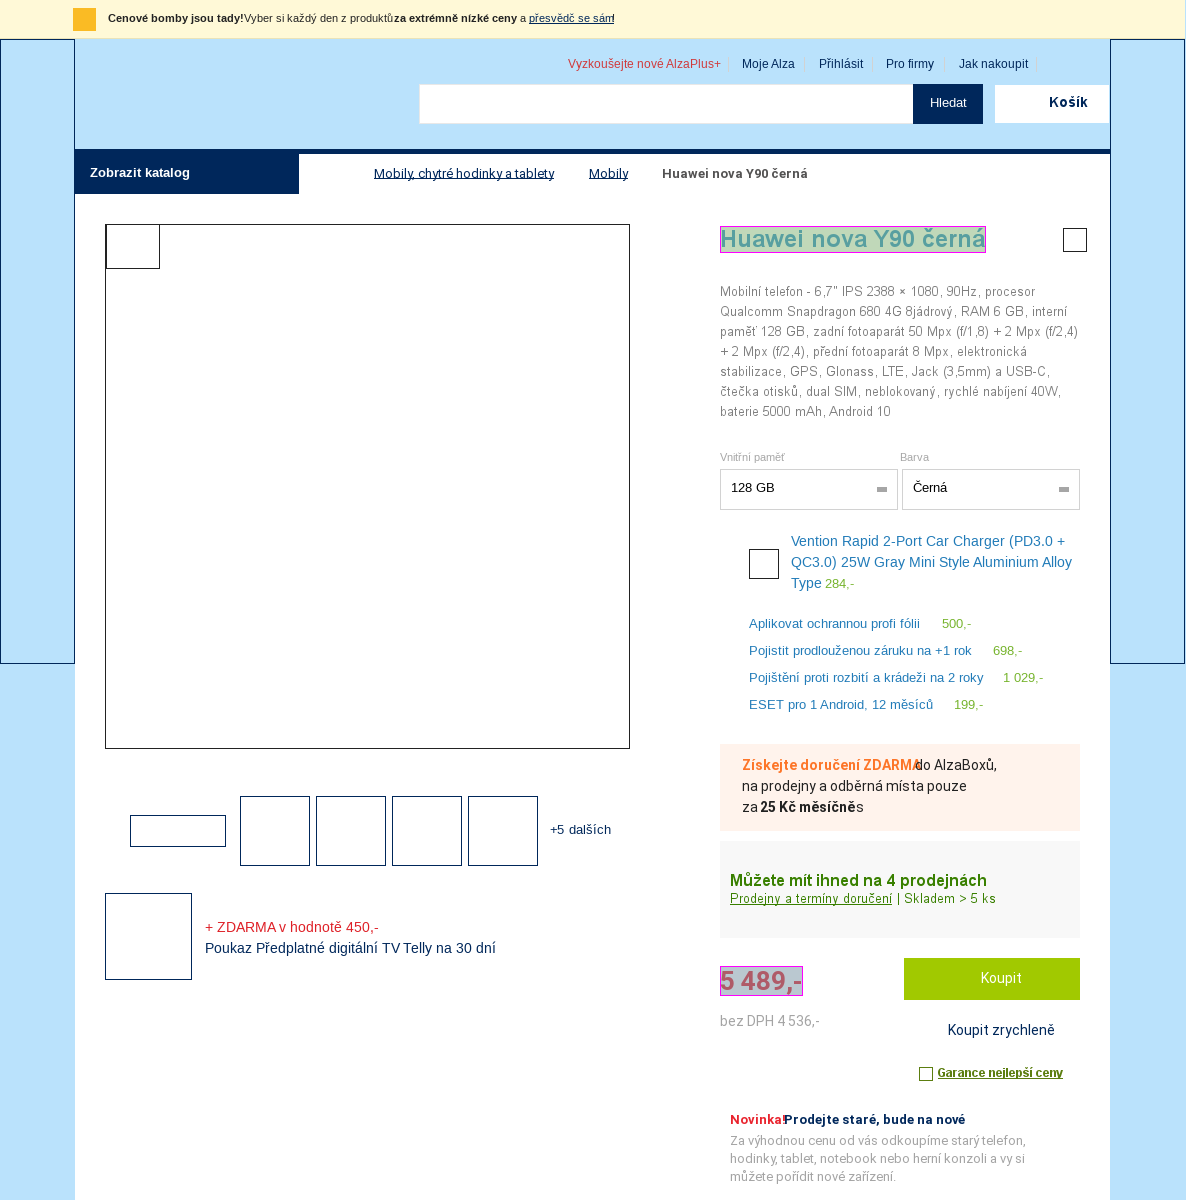 Cenové bomby jsou tady! Vyber si každý den z produktů za extrémně nízké ceny a přesvědč se sám!
Vyzkoušejte nové AlzaPlus+ Moje Alza Přihlásit Pro firmy Jak nakoupit
Hledat Košík
Zobrazit katalog Mobily, chytré hodinky a tablety Mobily Huawei nova Y90 černá
Huawei nova Y90 černá
Mobilní telefon - 6,7" IPS 2388 × 1080, 90Hz, procesor
Qualcomm Snapdragon 680 4G 8jádrový, RAM 6 GB, interní
paměť 128 GB, zadní fotoaparát 50 Mpx (f/1,8) + 2 Mpx (f/2,4)
+ 2 Mpx (f/2,4), přední fotoaparát 8 Mpx, elektronická
stabilizace, GPS, Glonass, LTE, Jack (3,5mm) a USB-C,
čtečka otisků, dual SIM, neblokovaný, rychlé nabíjení 40W,
baterie 5000 mAh, Android 10
Vnitřní paměť Barva
128 GB Černá
Vention Rapid 2-Port Car Charger (PD3.0 +
QC3.0) 25W Gray Mini Style Aluminium Alloy
Type 284,-
Aplikovat ochrannou profi fólii 500,-
Pojistit prodlouženou záruku na +1 rok 698,-
Pojištění proti rozbití a krádeži na 2 roky 1 029,-
ESET pro 1 Android, 12 měsíců 199,-
Získejte doručení ZDARMA do AlzaBoxů,
na prodejny a odběrná místa pouze
za 25 Kč měsíčně s
+5 dalších
Můžete mít ihned na 4 prodejnách
Prodejny a termíny doručení | Skladem > 5 ks
+ ZDARMA v hodnotě 450,-
Poukaz Předplatné digitální TV Telly na 30 dní
5 489,- Koupit
bez DPH 4 536,-
Koupit zrychleně
Garance nejlepší ceny
Novinka! Prodejte staré, bude na nové
Za výhodnou cenu od vás odkoupíme starý telefon,
hodinky, tablet, notebook nebo herní konzoli a vy si
můžete pořídit nové zařízení.